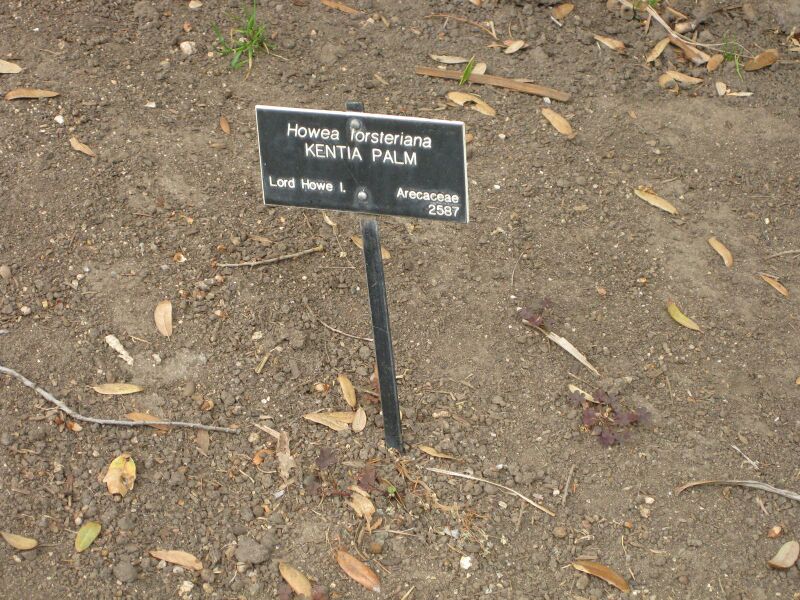 Howea forsteriana
KENTIA PALM
Lord Howe I. Arecaceae
2587